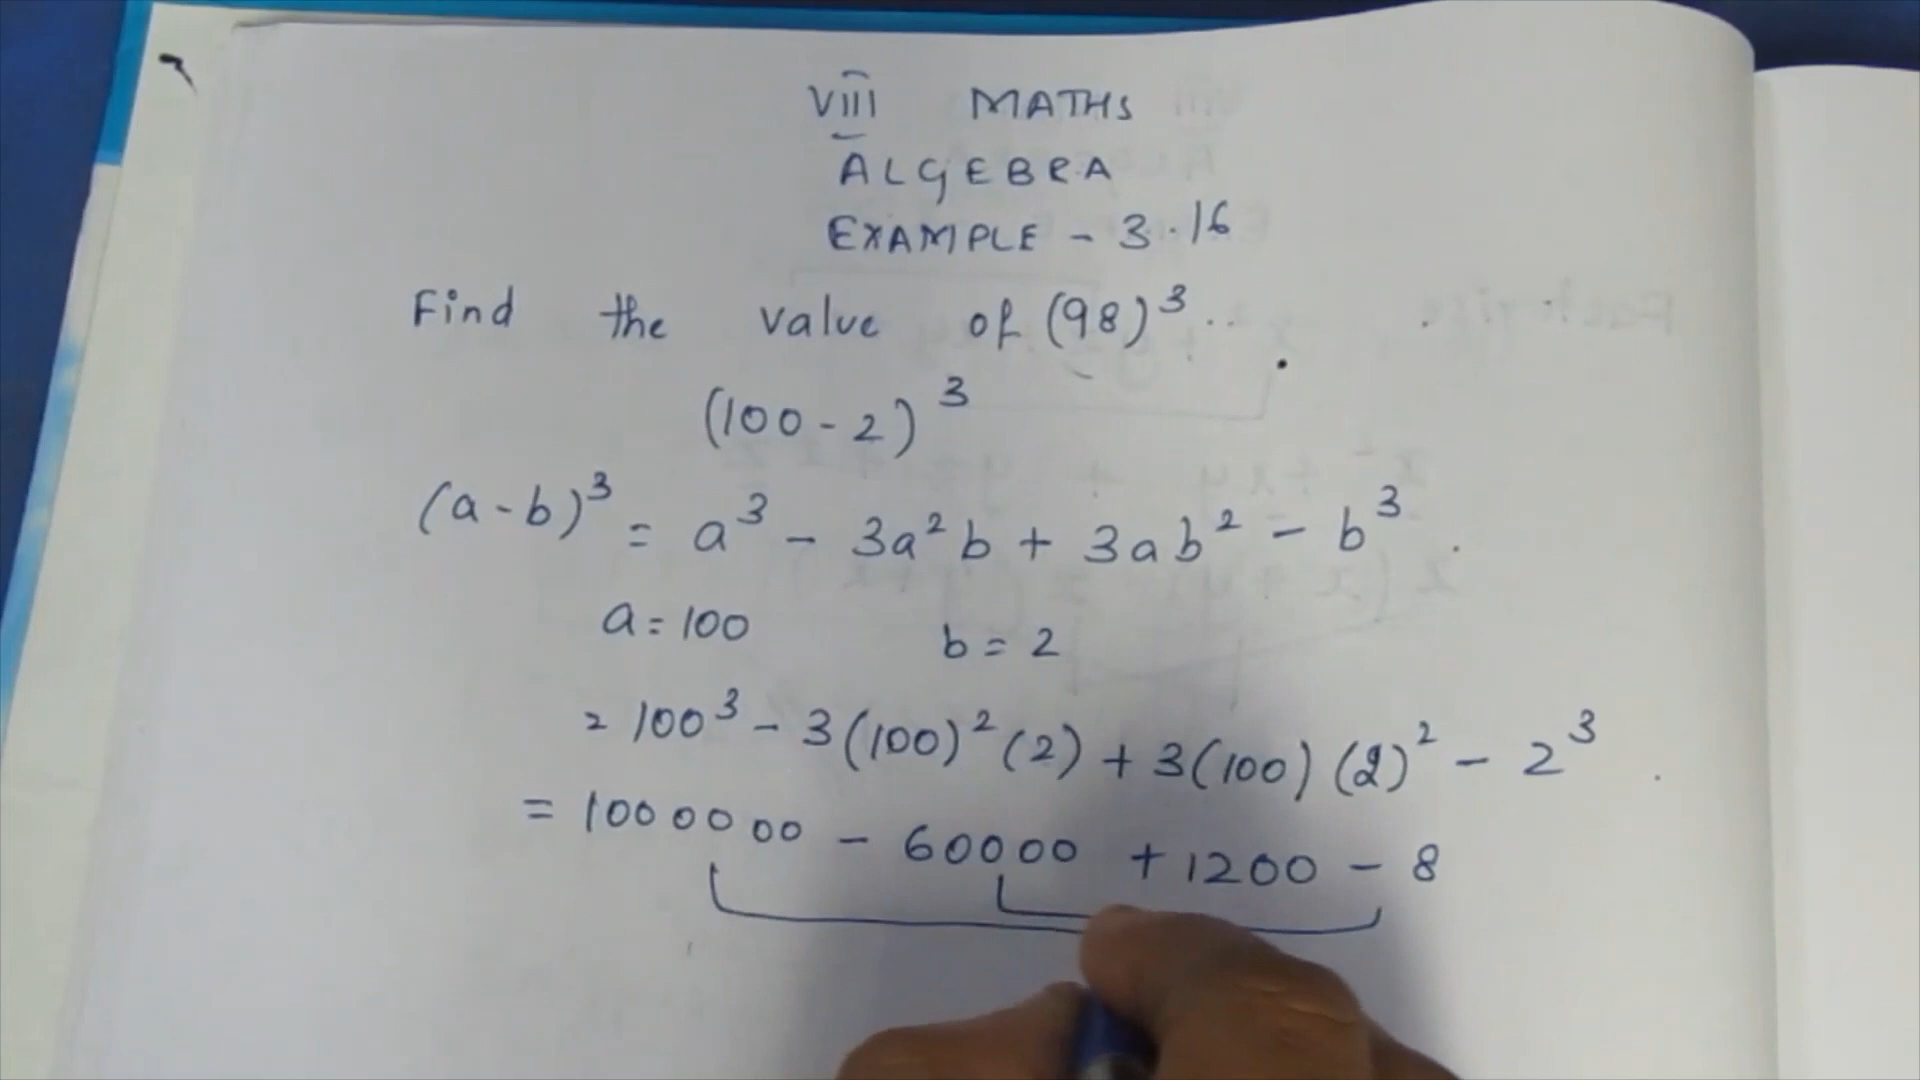 VIII MATHS
ALGEBRA
EXAMPLE - 3.16
Find the value of (98)³..
(100-2)³
(a-b)³ = a³ - 3a²b + 3ab² - b³.
a = 100 b = 2
= 100³ - 3(100)²(2) + 3(100)(2)² - 2³.
= 1000000 - 60000 + 1200 - 8